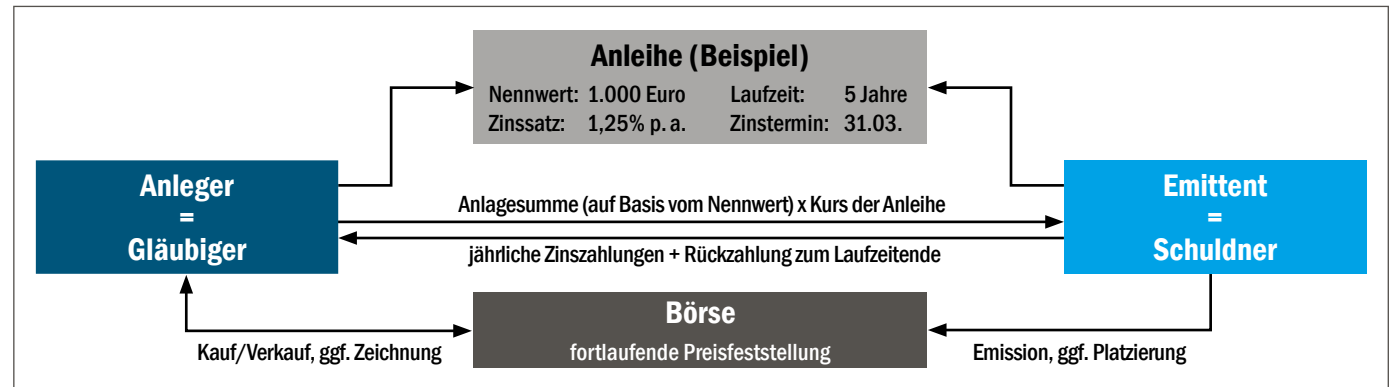 Anleihe (Beispiel)
Nennwert: 1.000 Euro Laufzeit: 5 Jahre
Zinssatz: 1,25% p. a. Zinstermin: 31.03.
Anleger
=
Gläubiger
Emittent
=
Schuldner
Anlagesumme (auf Basis vom Nennwert) x Kurs der Anleihe
jährliche Zinszahlungen + Rückzahlung zum Laufzeitende
Börse
fortlaufende Preisfeststellung
Kauf/Verkauf, ggf. Zeichnung
Emission, ggf. Platzierung